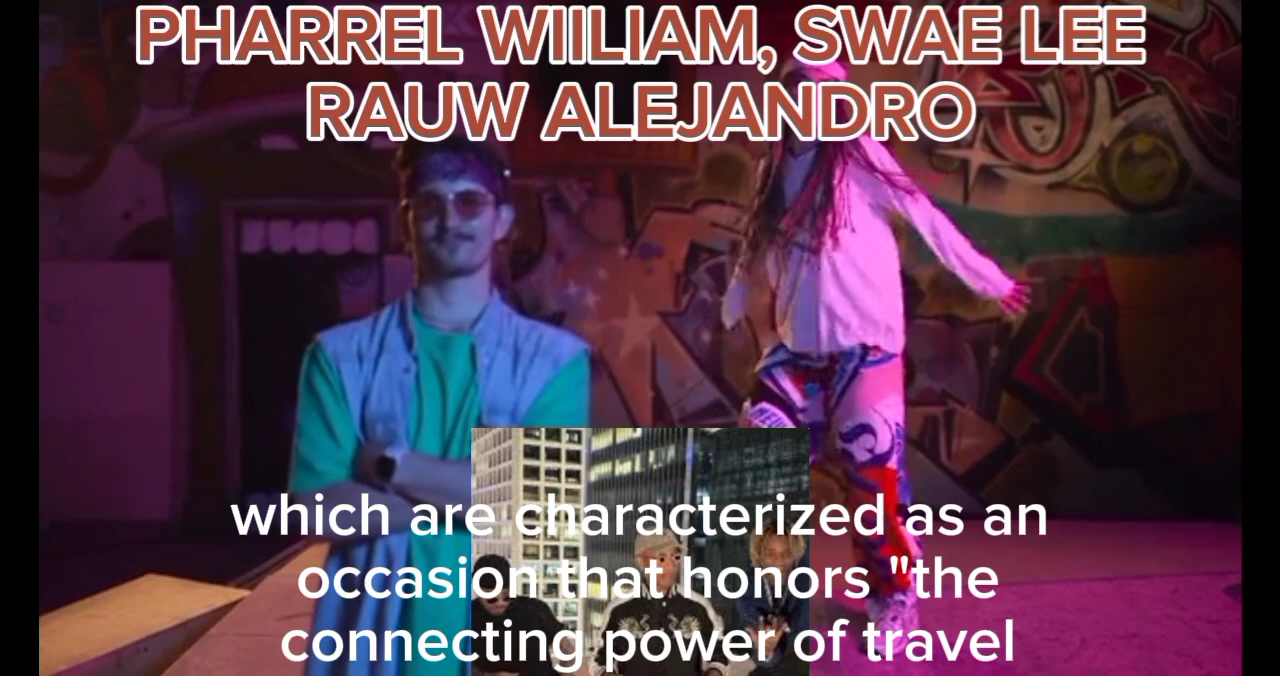 PHARREL WIILIAM, SWAE LEE
RAUW ALEJANDRO
which are characterized as an
occasion that honors "the
connecting power of travel